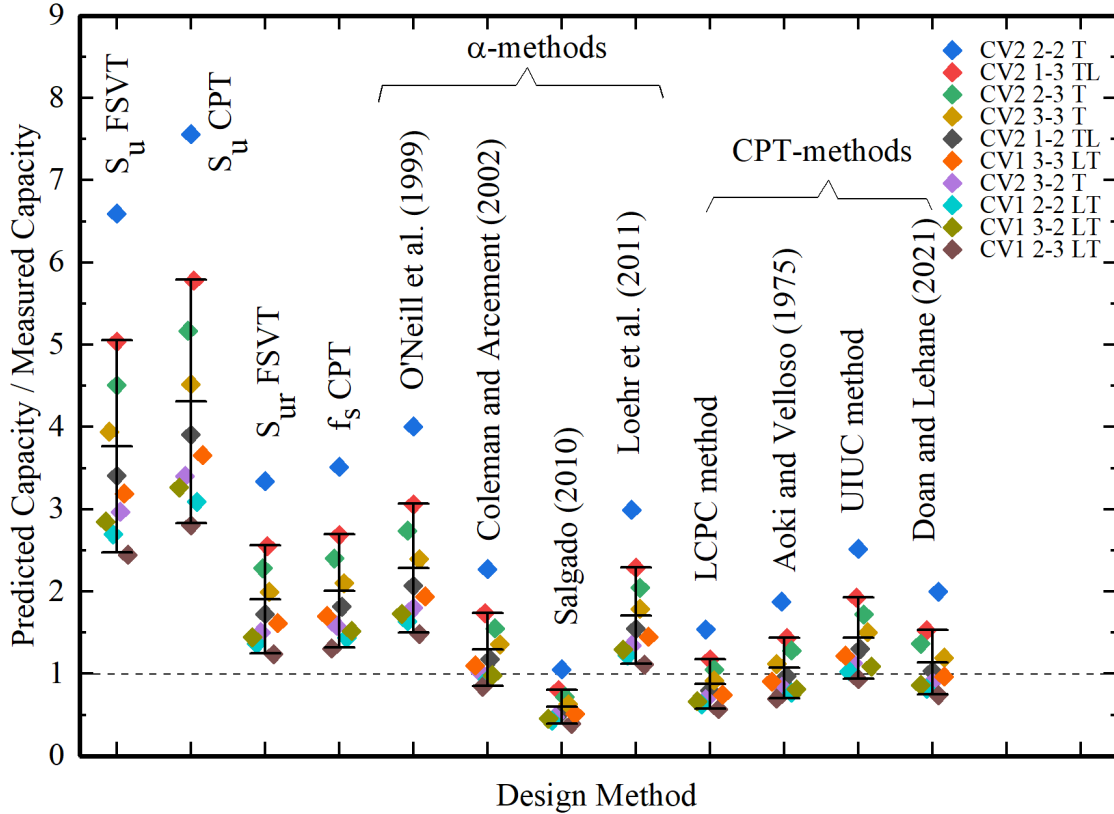 9
8
7
6
5
4
3
2
1
0
Predicted Capacity / Measured Capacity
Design Method
S_u FSVT
S_u CPT
S_ur FSVT
f_s CPT
α-methods
O'Neill et al. (1999)
Coleman and Arcement (2002)
Salgado (2010)
Loehr et al. (2011)
CPT-methods
LCPC method
Aoki and Velloso (1975)
UIUC method
Doan and Lehane (2021)
CV2 2-2 T
CV2 1-3 TL
CV2 2-3 T
CV2 3-3 T
CV2 1-2 TL
CV1 3-3 LT
CV2 3-2 T
CV1 2-2 LT
CV1 3-2 LT
CV1 2-3 LT